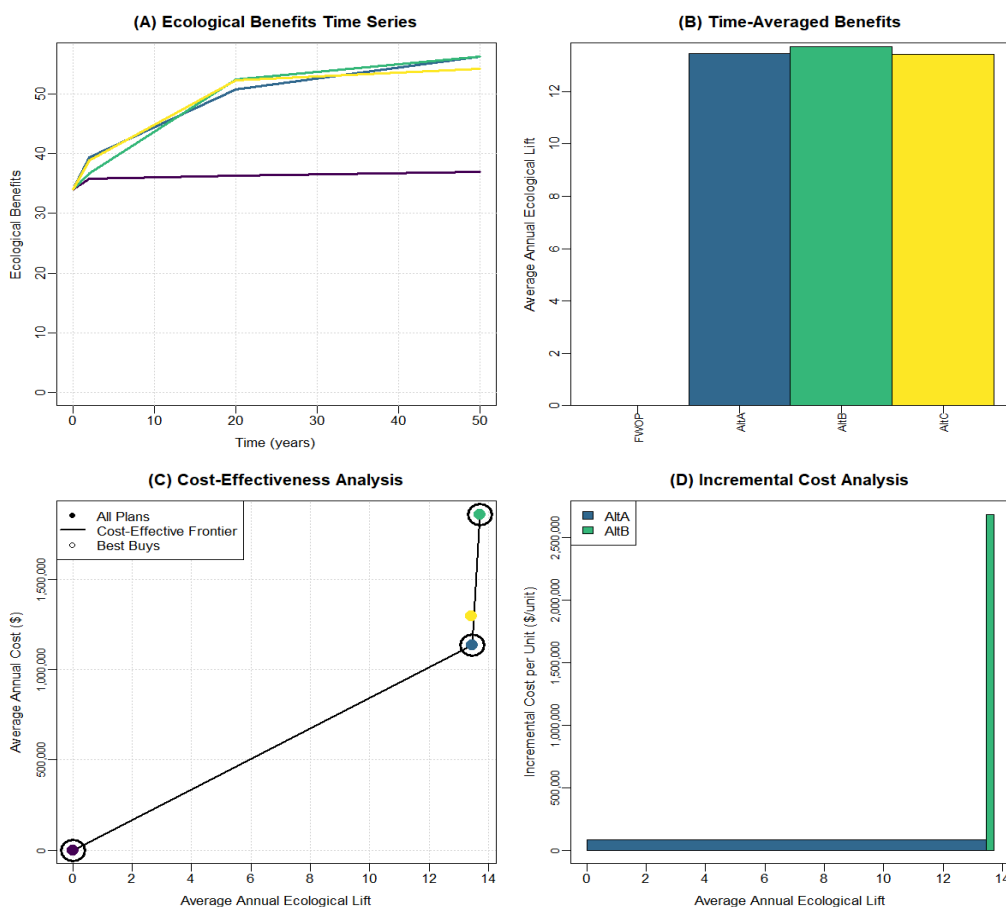 (A) Ecological Benefits Time Series
Ecological Benefits
50
40
30
20
10
0
0 10 20 30 40 50
Time (years)
(B) Time-Averaged Benefits
Average Annual Ecological Lift
12
10
8
6
4
2
0
FWOP AltA AltB AltC
(C) Cost-Effectiveness Analysis
All Plans
Cost-Effective Frontier
Best Buys
Average Annual Cost ($)
1,500,000
1,000,000
500,000
0
0 2 4 6 8 10 12 14
Average Annual Ecological Lift
(D) Incremental Cost Analysis
AltA
AltB
Incremental Cost per Unit ($/unit)
2,500,000
2,000,000
1,500,000
1,000,000
500,000
0
0 2 4 6 8 10 12 14
Average Annual Ecological Lift